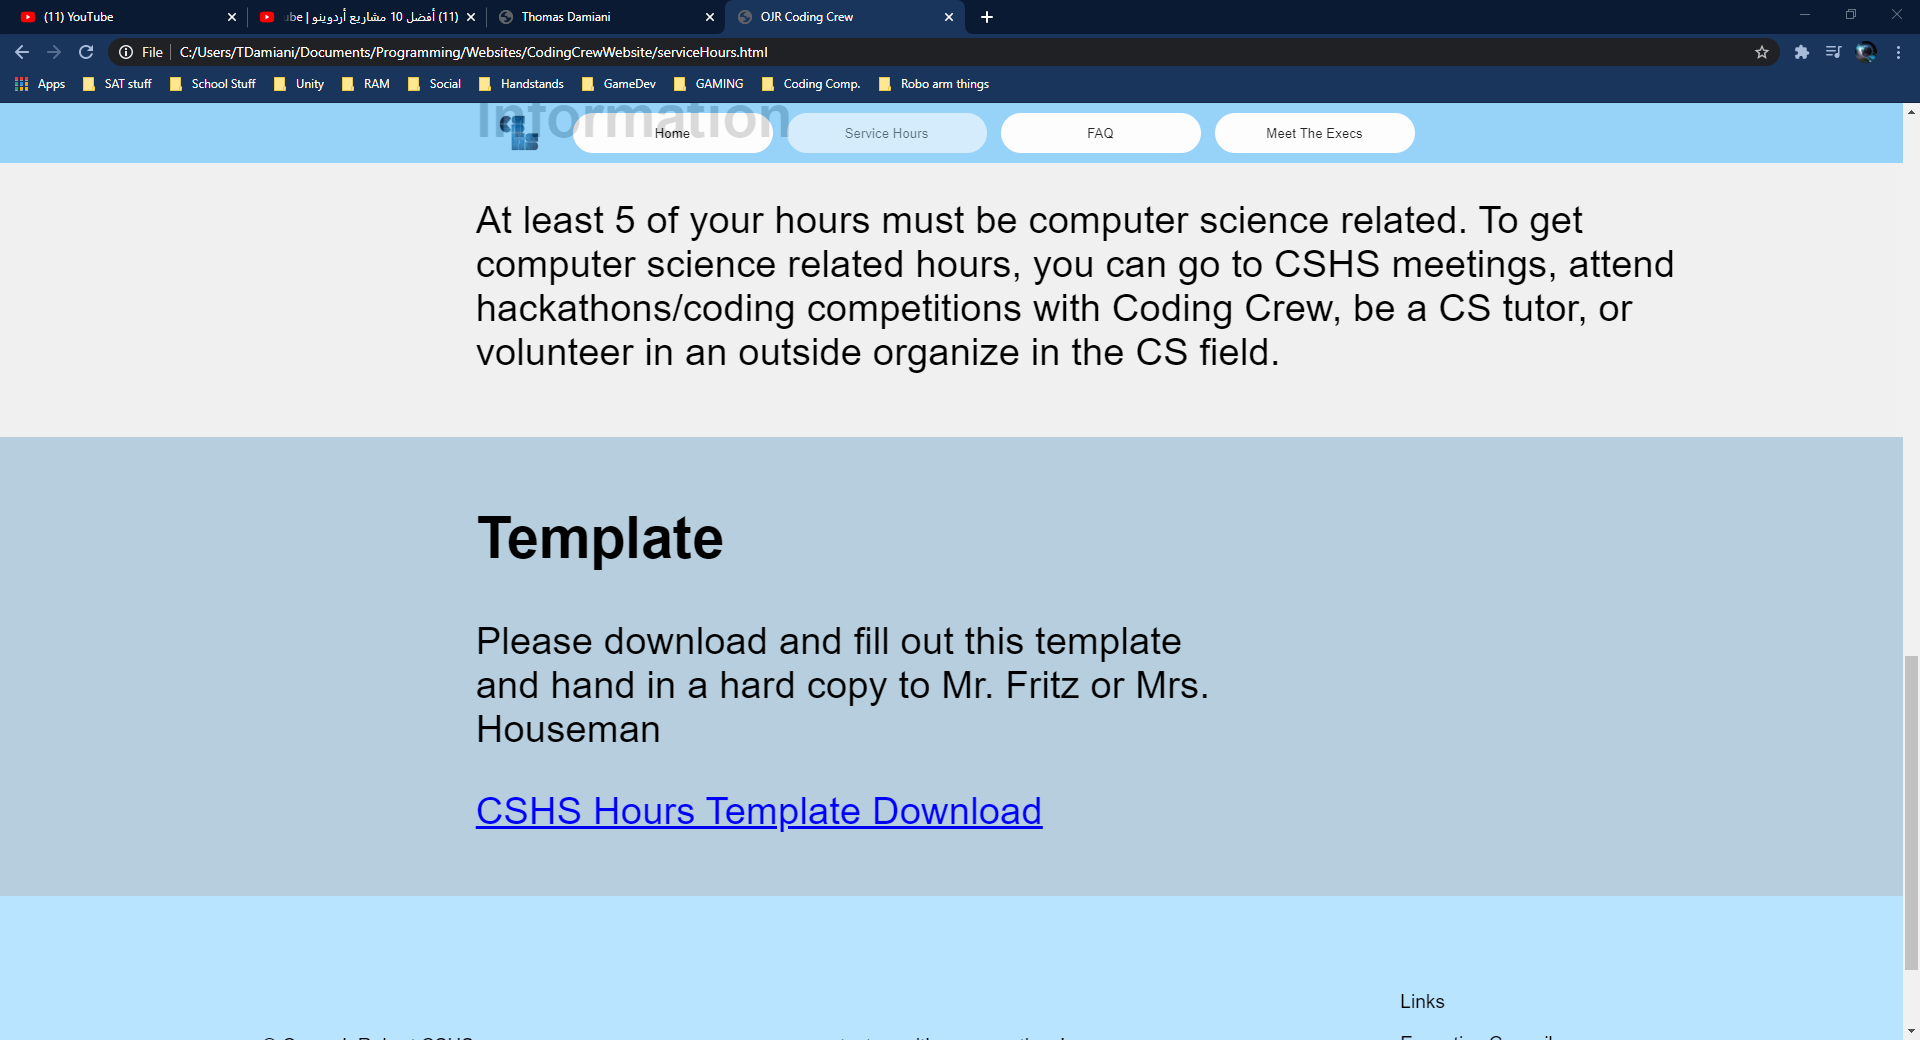 (11) YouTube
ube | أفضل 10 مشاريع أردوينو (11)
Thomas Damiani
OJR Coding Crew
File
C:/Users/TDamiani/Documents/Programming/Websites/CodingCrewWebsite/serviceHours.html
Apps SAT stuff School Stuff Unity RAM Social Handstands GameDev GAMING Coding Comp. Robo arm things
Information
Home Service Hours FAQ Meet The Execs
At least 5 of your hours must be computer science related. To get
computer science related hours, you can go to CSHS meetings, attend
hackathons/coding competitions with Coding Crew, be a CS tutor, or
volunteer in an outside organize in the CS field.
Template
Please download and fill out this template
and hand in a hard copy to Mr. Fritz or Mrs.
Houseman
CSHS Hours Template Download
Links